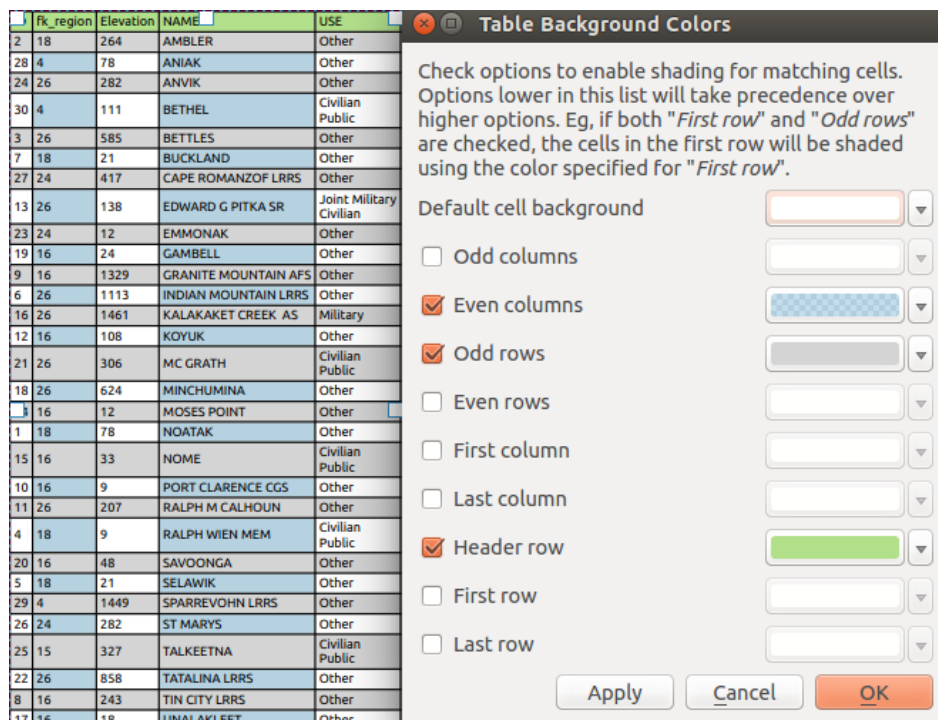 fk_region Elevation NAME USE
2 18 264 AMBLER Other
28 4 78 ANIAK Other
24 26 282 ANVIK Other
30 4 111 BETHEL Civilian
Public
3 26 585 BETTLES Other
7 18 21 BUCKLAND Other
27 24 417 CAPE ROMANZOF LRRS Other
13 26 138 EDWARD G PITKA SR Joint Military
Civilian
23 24 12 EMMONAK Other
19 16 24 GAMBELL Other
9 16 1329 GRANITE MOUNTAIN AFS Other
6 26 1113 INDIAN MOUNTAIN LRRS Other
16 26 1461 KALAKAKET CREEK AS Military
12 16 108 KOYUK Other
21 26 306 MC GRATH Civilian
Public
18 26 624 MINCHUMINA Other
16 12 MOSES POINT Other
1 18 78 NOATAK Other
15 16 33 NOME Civilian
Public
10 16 9 PORT CLARENCE CGS Other
11 26 207 RALPH M CALHOUN Other
4 18 9 RALPH WIEN MEM Civilian
Public
20 16 48 SAVOONGA Other
5 18 21 SELAWIK Other
29 4 1449 SPARREVOHN LRRS Other
26 24 282 ST MARYS Other
25 15 327 TALKEETNA Civilian
Public
22 26 858 TATALINA LRRS Other
8 16 243 TIN CITY LRRS Other
17 16 18 UNALAKLEET Other
Table Background Colors
Check options to enable shading for matching cells.
Options lower in this list will take precedence over
higher options. Eg, if both "First row" and "Odd rows"
are checked, the cells in the first row will be shaded
using the color specified for "First row".
Default cell background
Odd columns
Even columns
Odd rows
Even rows
First column
Last column
Header row
First row
Last row
Apply Cancel OK